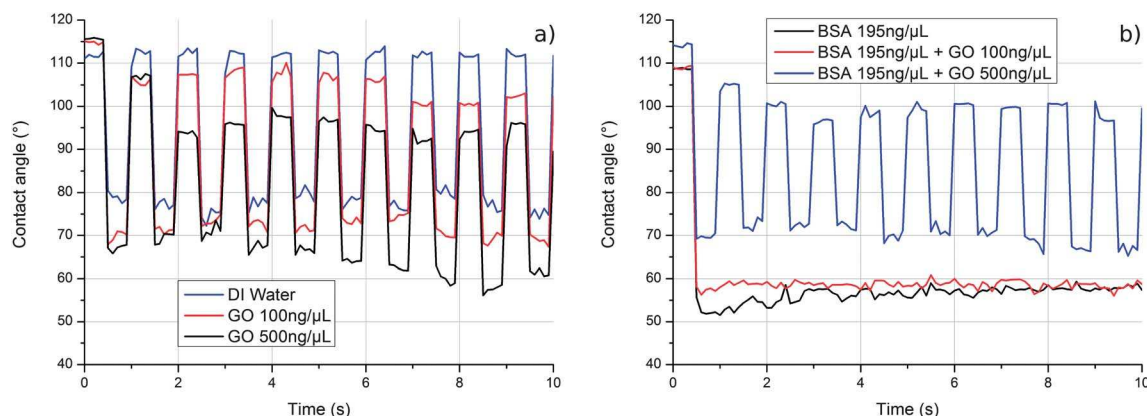 a)
120
110
100
90
80
70
60
50
40
Contact angle (°)
DI Water
GO 100ng/µL
GO 500ng/µL
0 2 4 6 8 10
Time (s)
b)
120
110
100
90
80
70
60
50
40
Contact angle (°)
BSA 195ng/µL
BSA 195ng/µL + GO 100ng/µL
BSA 195ng/µL + GO 500ng/µL
0 2 4 6 8 10
Time (s)